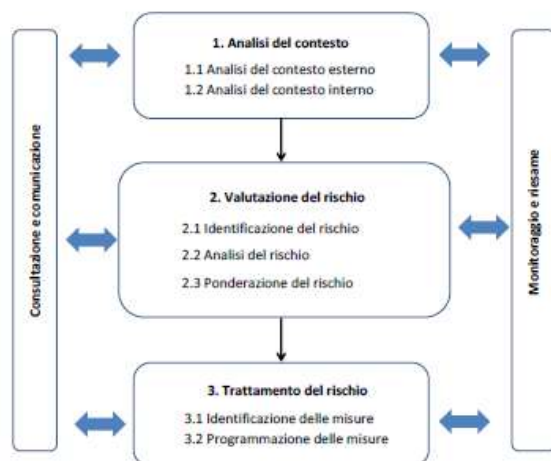 Consultazione e comunicazione
1. Analisi del contesto
1.1 Analisi del contesto esterno
1.2 Analisi del contesto interno
2. Valutazione del rischio
2.1 Identificazione del rischio
2.2 Analisi del rischio
2.3 Ponderazione del rischio
3. Trattamento del rischio
3.1 Identificazione delle misure
3.2 Programmazione delle misure
Monitoraggio e riesame